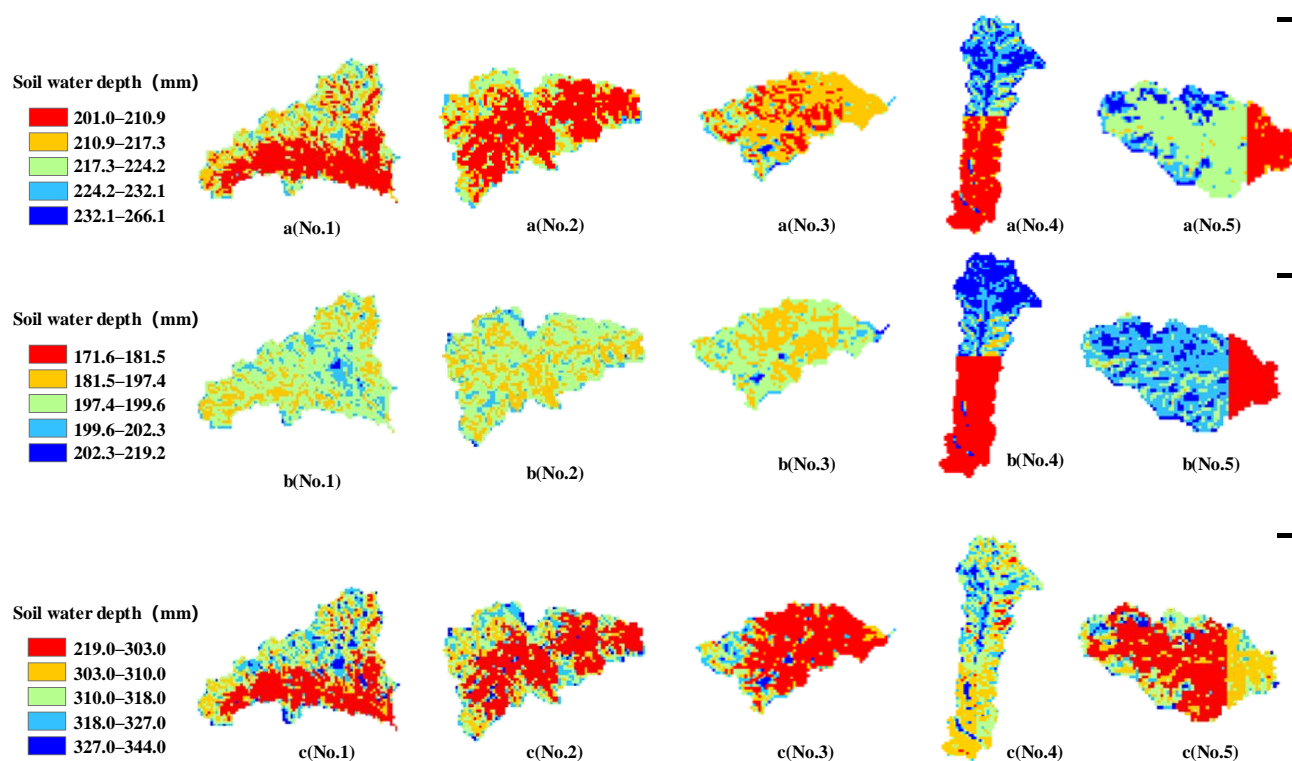 Soil water depth (mm)
201.0–210.9
210.9–217.3
217.3–224.2
224.2–232.1
232.1–266.1
a(No.1)
a(No.2)
a(No.3)
a(No.4)
a(No.5)
Soil water depth (mm)
171.6–181.5
181.5–197.4
197.4–199.6
199.6–202.3
202.3–219.2
b(No.1)
b(No.2)
b(No.3)
b(No.4)
b(No.5)
Soil water depth (mm)
219.0–303.0
303.0–310.0
310.0–318.0
318.0–327.0
327.0–344.0
c(No.1)
c(No.2)
c(No.3)
c(No.4)
c(No.5)